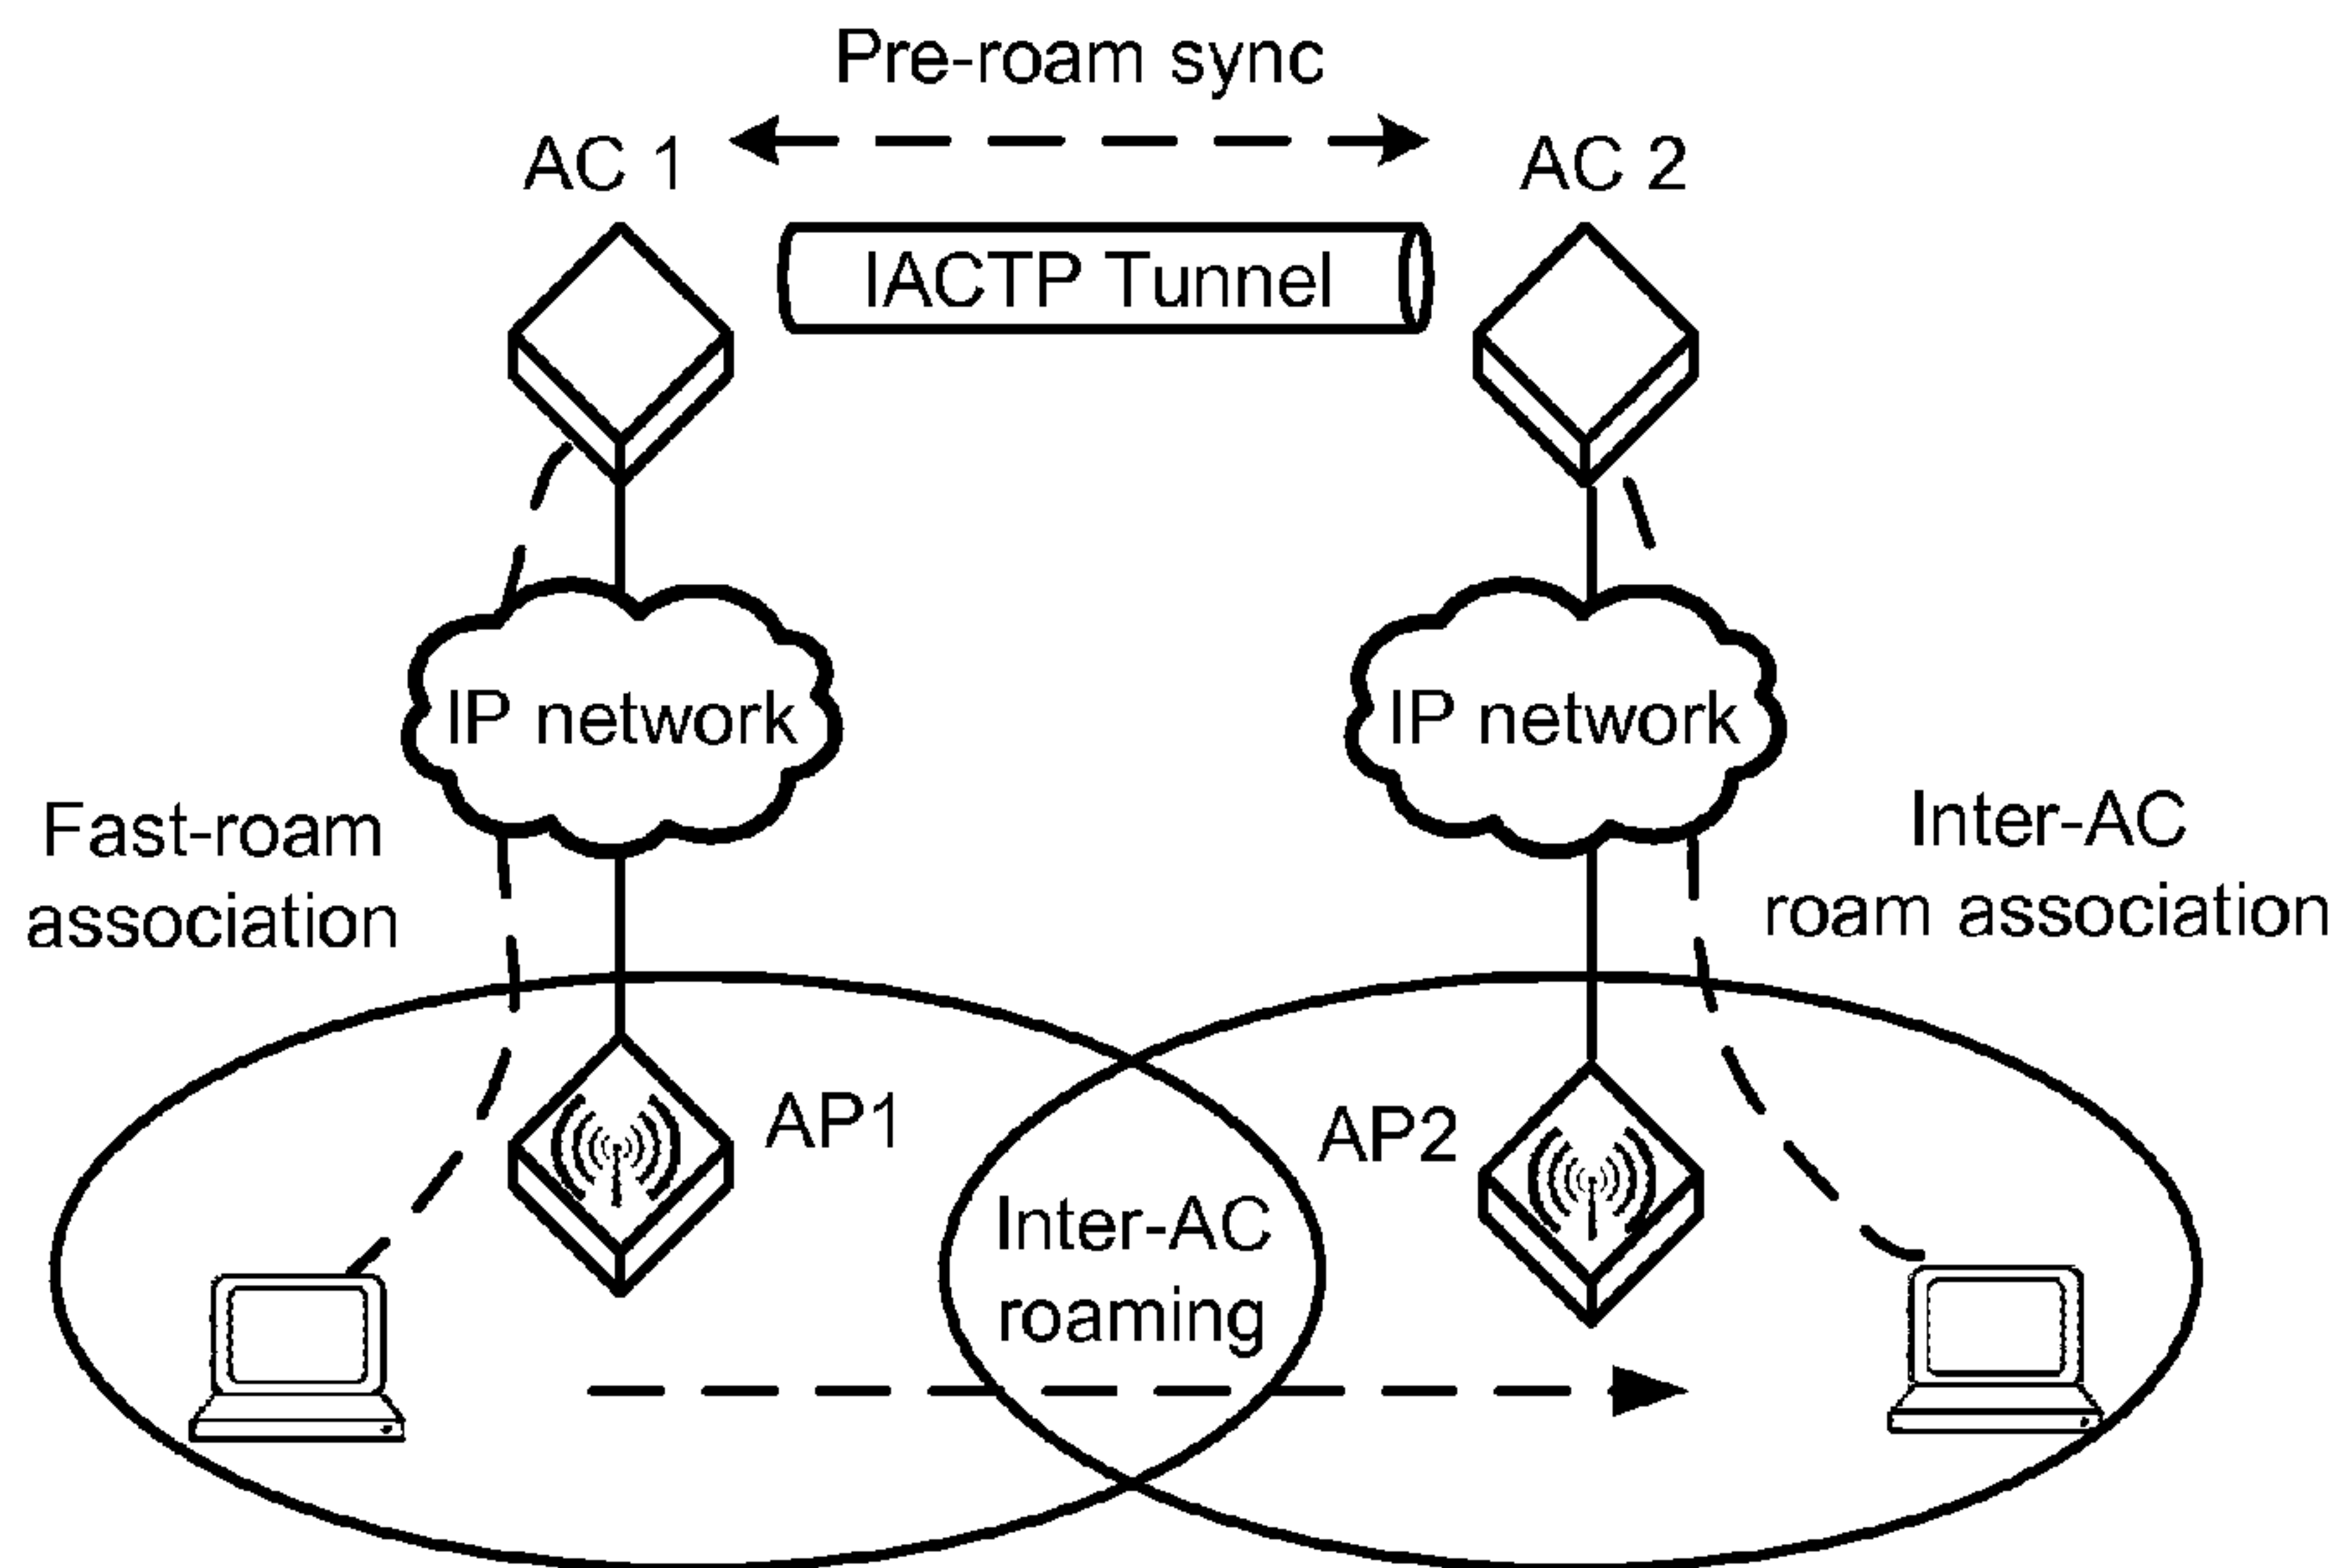 Pre-roam sync
AC 1
AC 2
IACTP Tunnel
IP network
IP network
Fast-roam
association
Inter-AC
roam association
AP1
AP2
Inter-AC
roaming